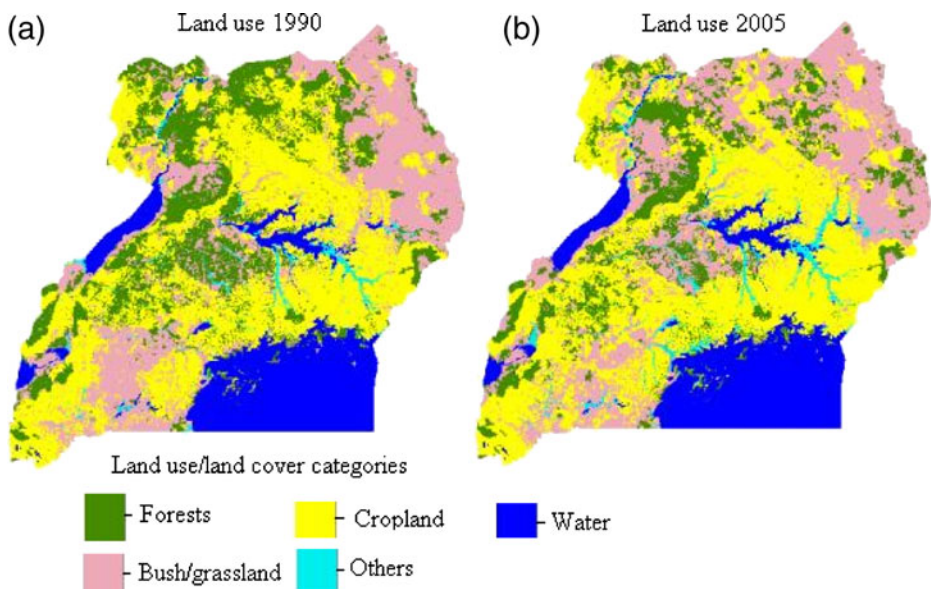 (a) Land use 1990
(b) Land use 2005
Land use/land cover categories
Forests
Cropland
Water
Bush/grassland
Others